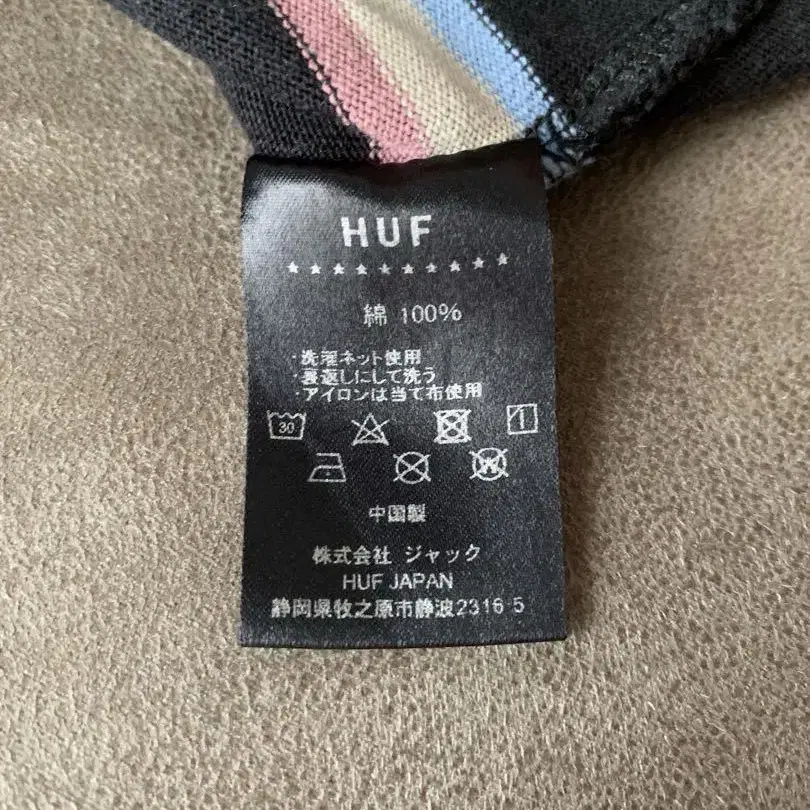 HUF
★★★★★★★★★★
綿 100%
・洗濯ネット使用
・裏返しにして洗う
・アイロンは当て布使用
30
W
中国製
株式会社 ジャック
HUF JAPAN
静岡県牧之原市静波2316-5